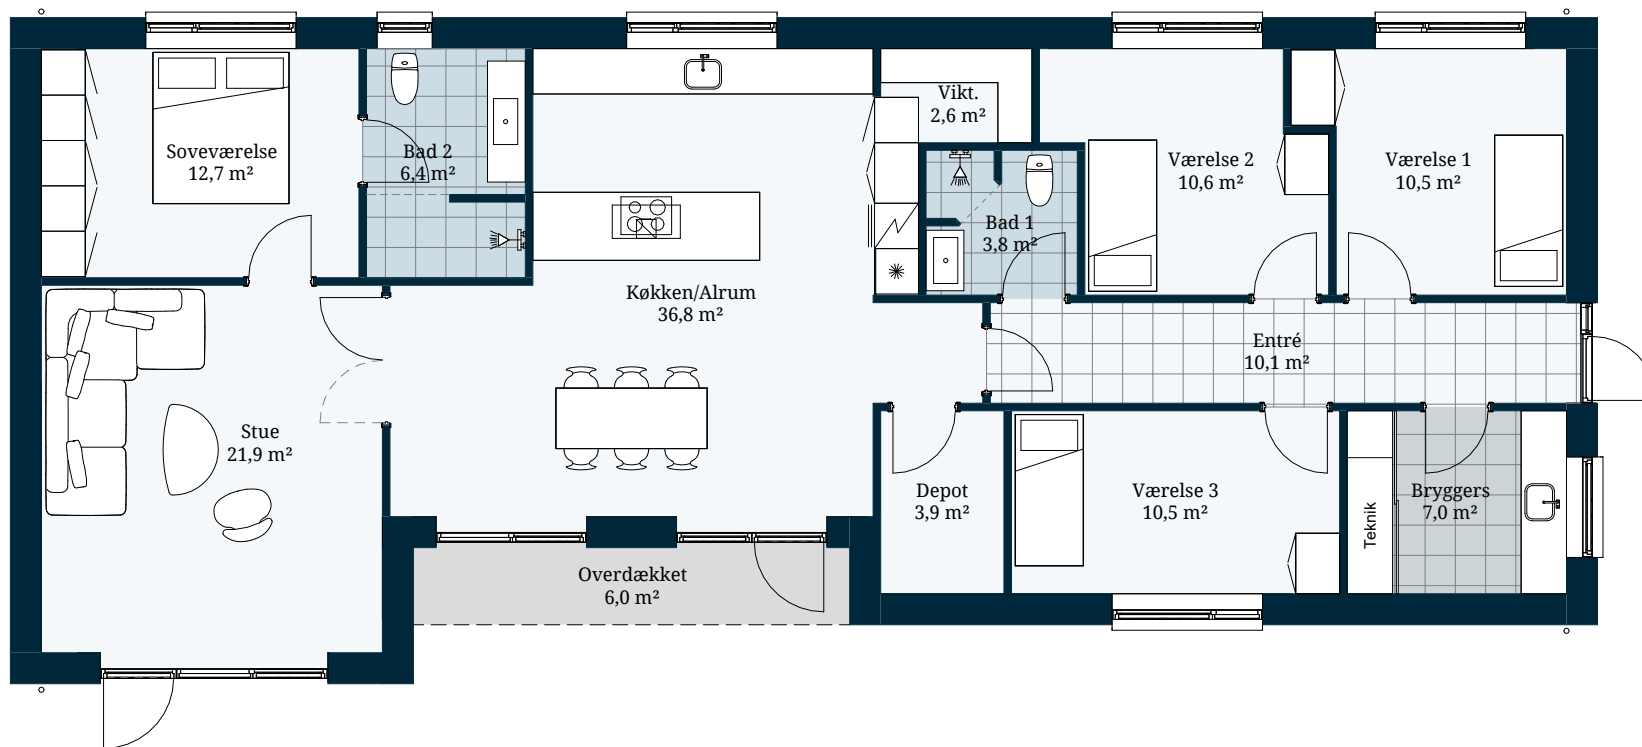 Soveværelse
12,7 m²
Bad 2
6,4 m²
Vikt.
2,6 m²
Værelse 2
10,6 m²
Værelse 1
10,5 m²
Bad 1
3,8 m²
Køkken/Alrum
36,8 m²
Entré
10,1 m²
Stue
21,9 m²
Depot
3,9 m²
Værelse 3
10,5 m²
Teknik
Bryggers
7,0 m²
Overdækket
6,0 m²